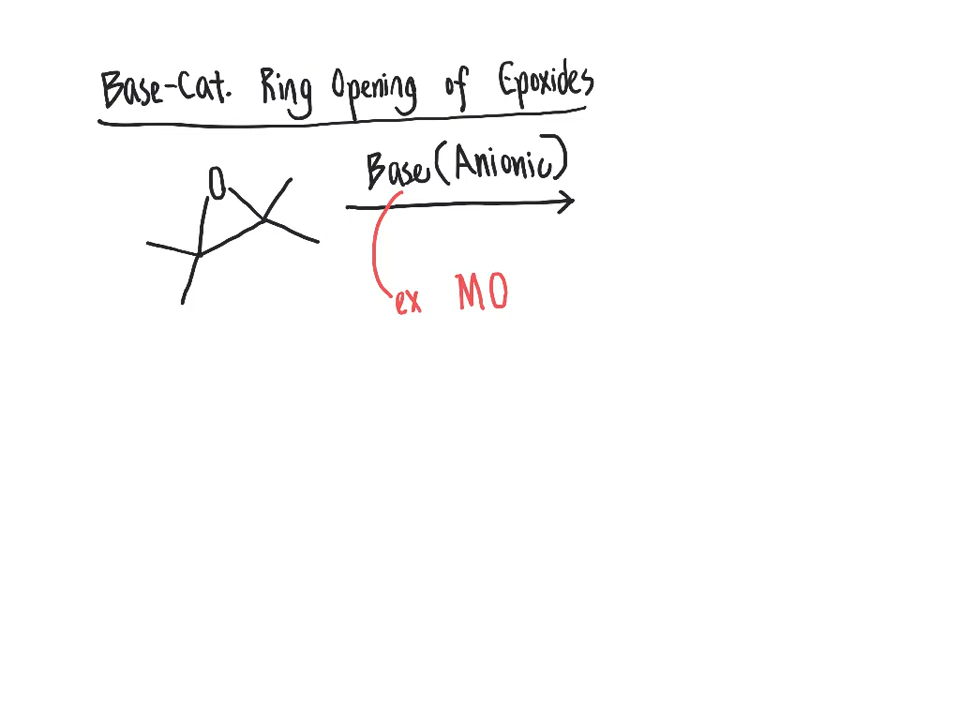 Base-Cat. Ring Opening of Epoxides
Base (Anionic)
O
ex MO